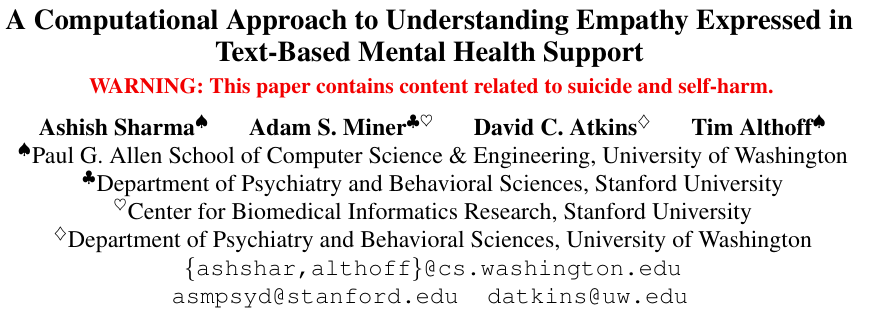 A Computational Approach to Understanding Empathy Expressed in
Text-Based Mental Health Support
WARNING: This paper contains content related to suicide and self-harm.
Ashish Sharma♠ Adam S. Miner♣♡ David C. Atkins♢ Tim Althoff♠
♠Paul G. Allen School of Computer Science & Engineering, University of Washington
♣Department of Psychiatry and Behavioral Sciences, Stanford University
♡Center for Biomedical Informatics Research, Stanford University
♢Department of Psychiatry and Behavioral Sciences, University of Washington
{ashshar,althoff}@cs.washington.edu
asmpsyd@stanford.edu datkins@uw.edu